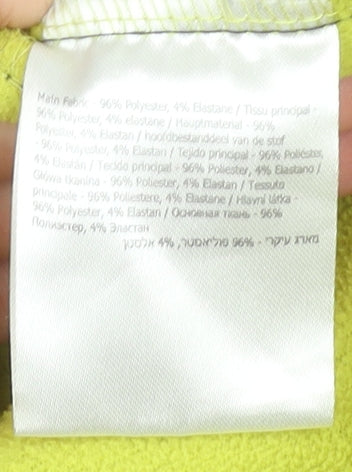 Main Fabric - 96% Polyester, 4% Elastane / Tissu principal -
96% Polyester, 4% elastane / Hauptmaterial - 96%
Polyester, 4% Elastan / hoofdbestanddeel van de stof
- 96% Polyester, 4% Elastan / Tejido principal - 96% Poliéster,
4% Elastán / Tecido principal - 96% Poliester, 4% Elastano /
Główna tkanina - 96% Poliester, 4% Elastan / Tessuto
principale - 96% Poliestere, 4% Elastane / Hlavní látka -
96% Polyester, 4% Elastan / Основная ткань - 96%
Полиэстер, 4% Эластан
מארג עיקרי - 96% פוליאסטר, 4% אלסטן